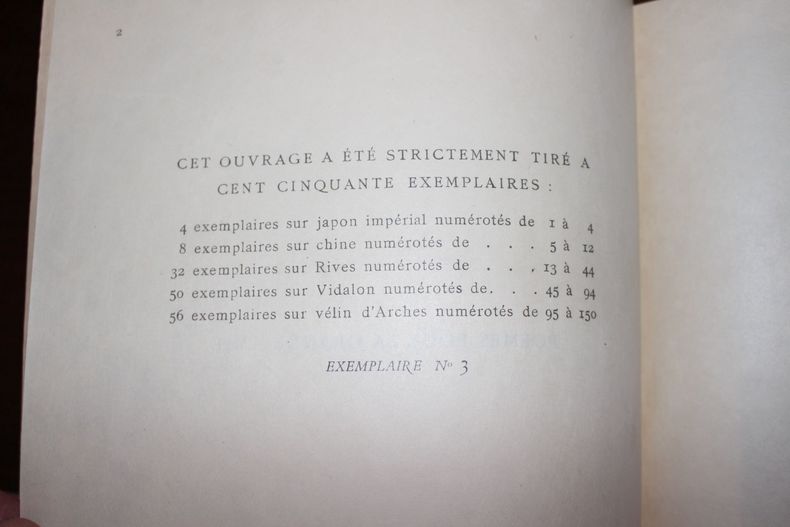 2
CET OUVRAGE A ÉTÉ STRICTEMENT TIRÉ A
CENT CINQUANTE EXEMPLAIRES :
4 exemplaires sur japon impérial numérotés de 1 à 4
8 exemplaires sur chine numérotés de . . . 5 à 12
32 exemplaires sur Rives numérotés de . . . 13 à 44
50 exemplaires sur Vidalon numérotés de. . . 45 à 94
56 exemplaires sur vélin d'Arches numérotés de 95 à 150
EXEMPLAIRE Nº 3